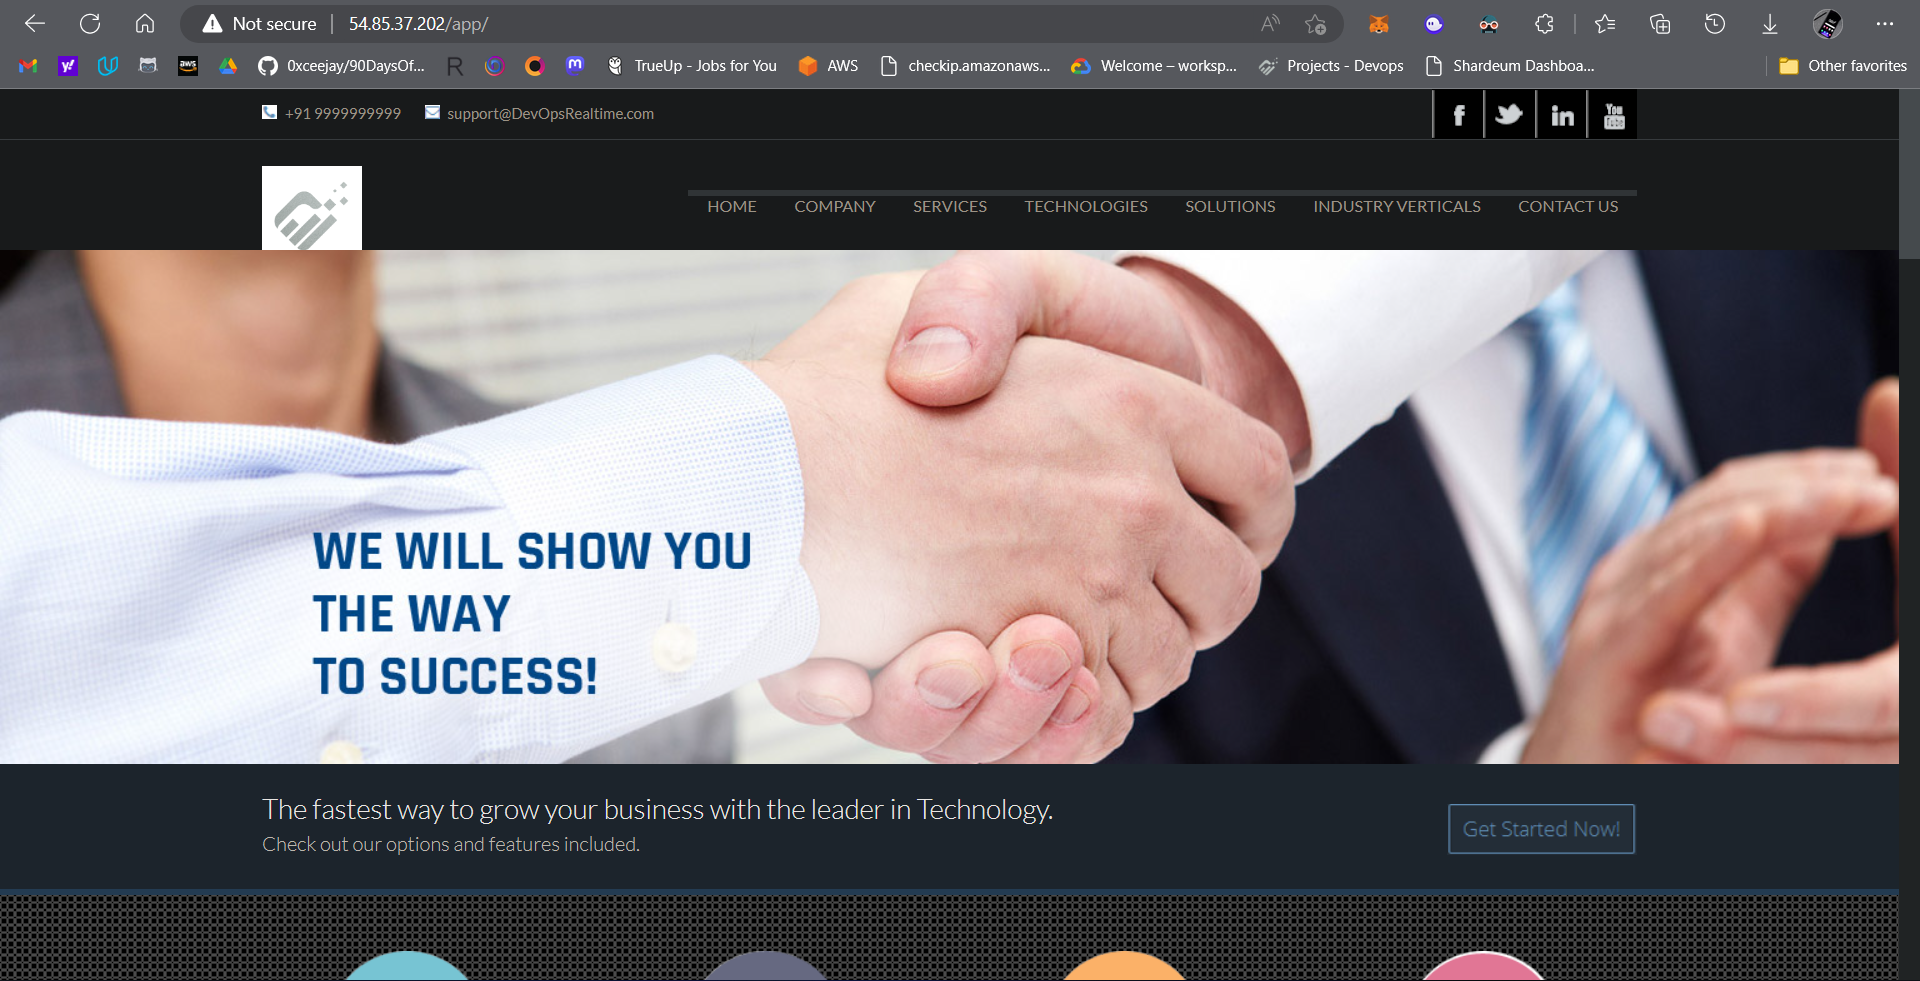 Not secure
54.85.37.202/app/
0xceejay/90DaysOf...
TrueUp - Jobs for You
AWS
checkip.amazonaws...
Welcome – worksp...
Projects - Devops
Shardeum Dashboa...
Other favorites
+91 9999999999
support@DevOpsRealtime.com
You
Tube
HOME
COMPANY
SERVICES
TECHNOLOGIES
SOLUTIONS
INDUSTRY VERTICALS
CONTACT US
WE WILL SHOW YOU
THE WAY
TO SUCCESS!
The fastest way to grow your business with the leader in Technology.
Check out our options and features included.
Get Started Now!